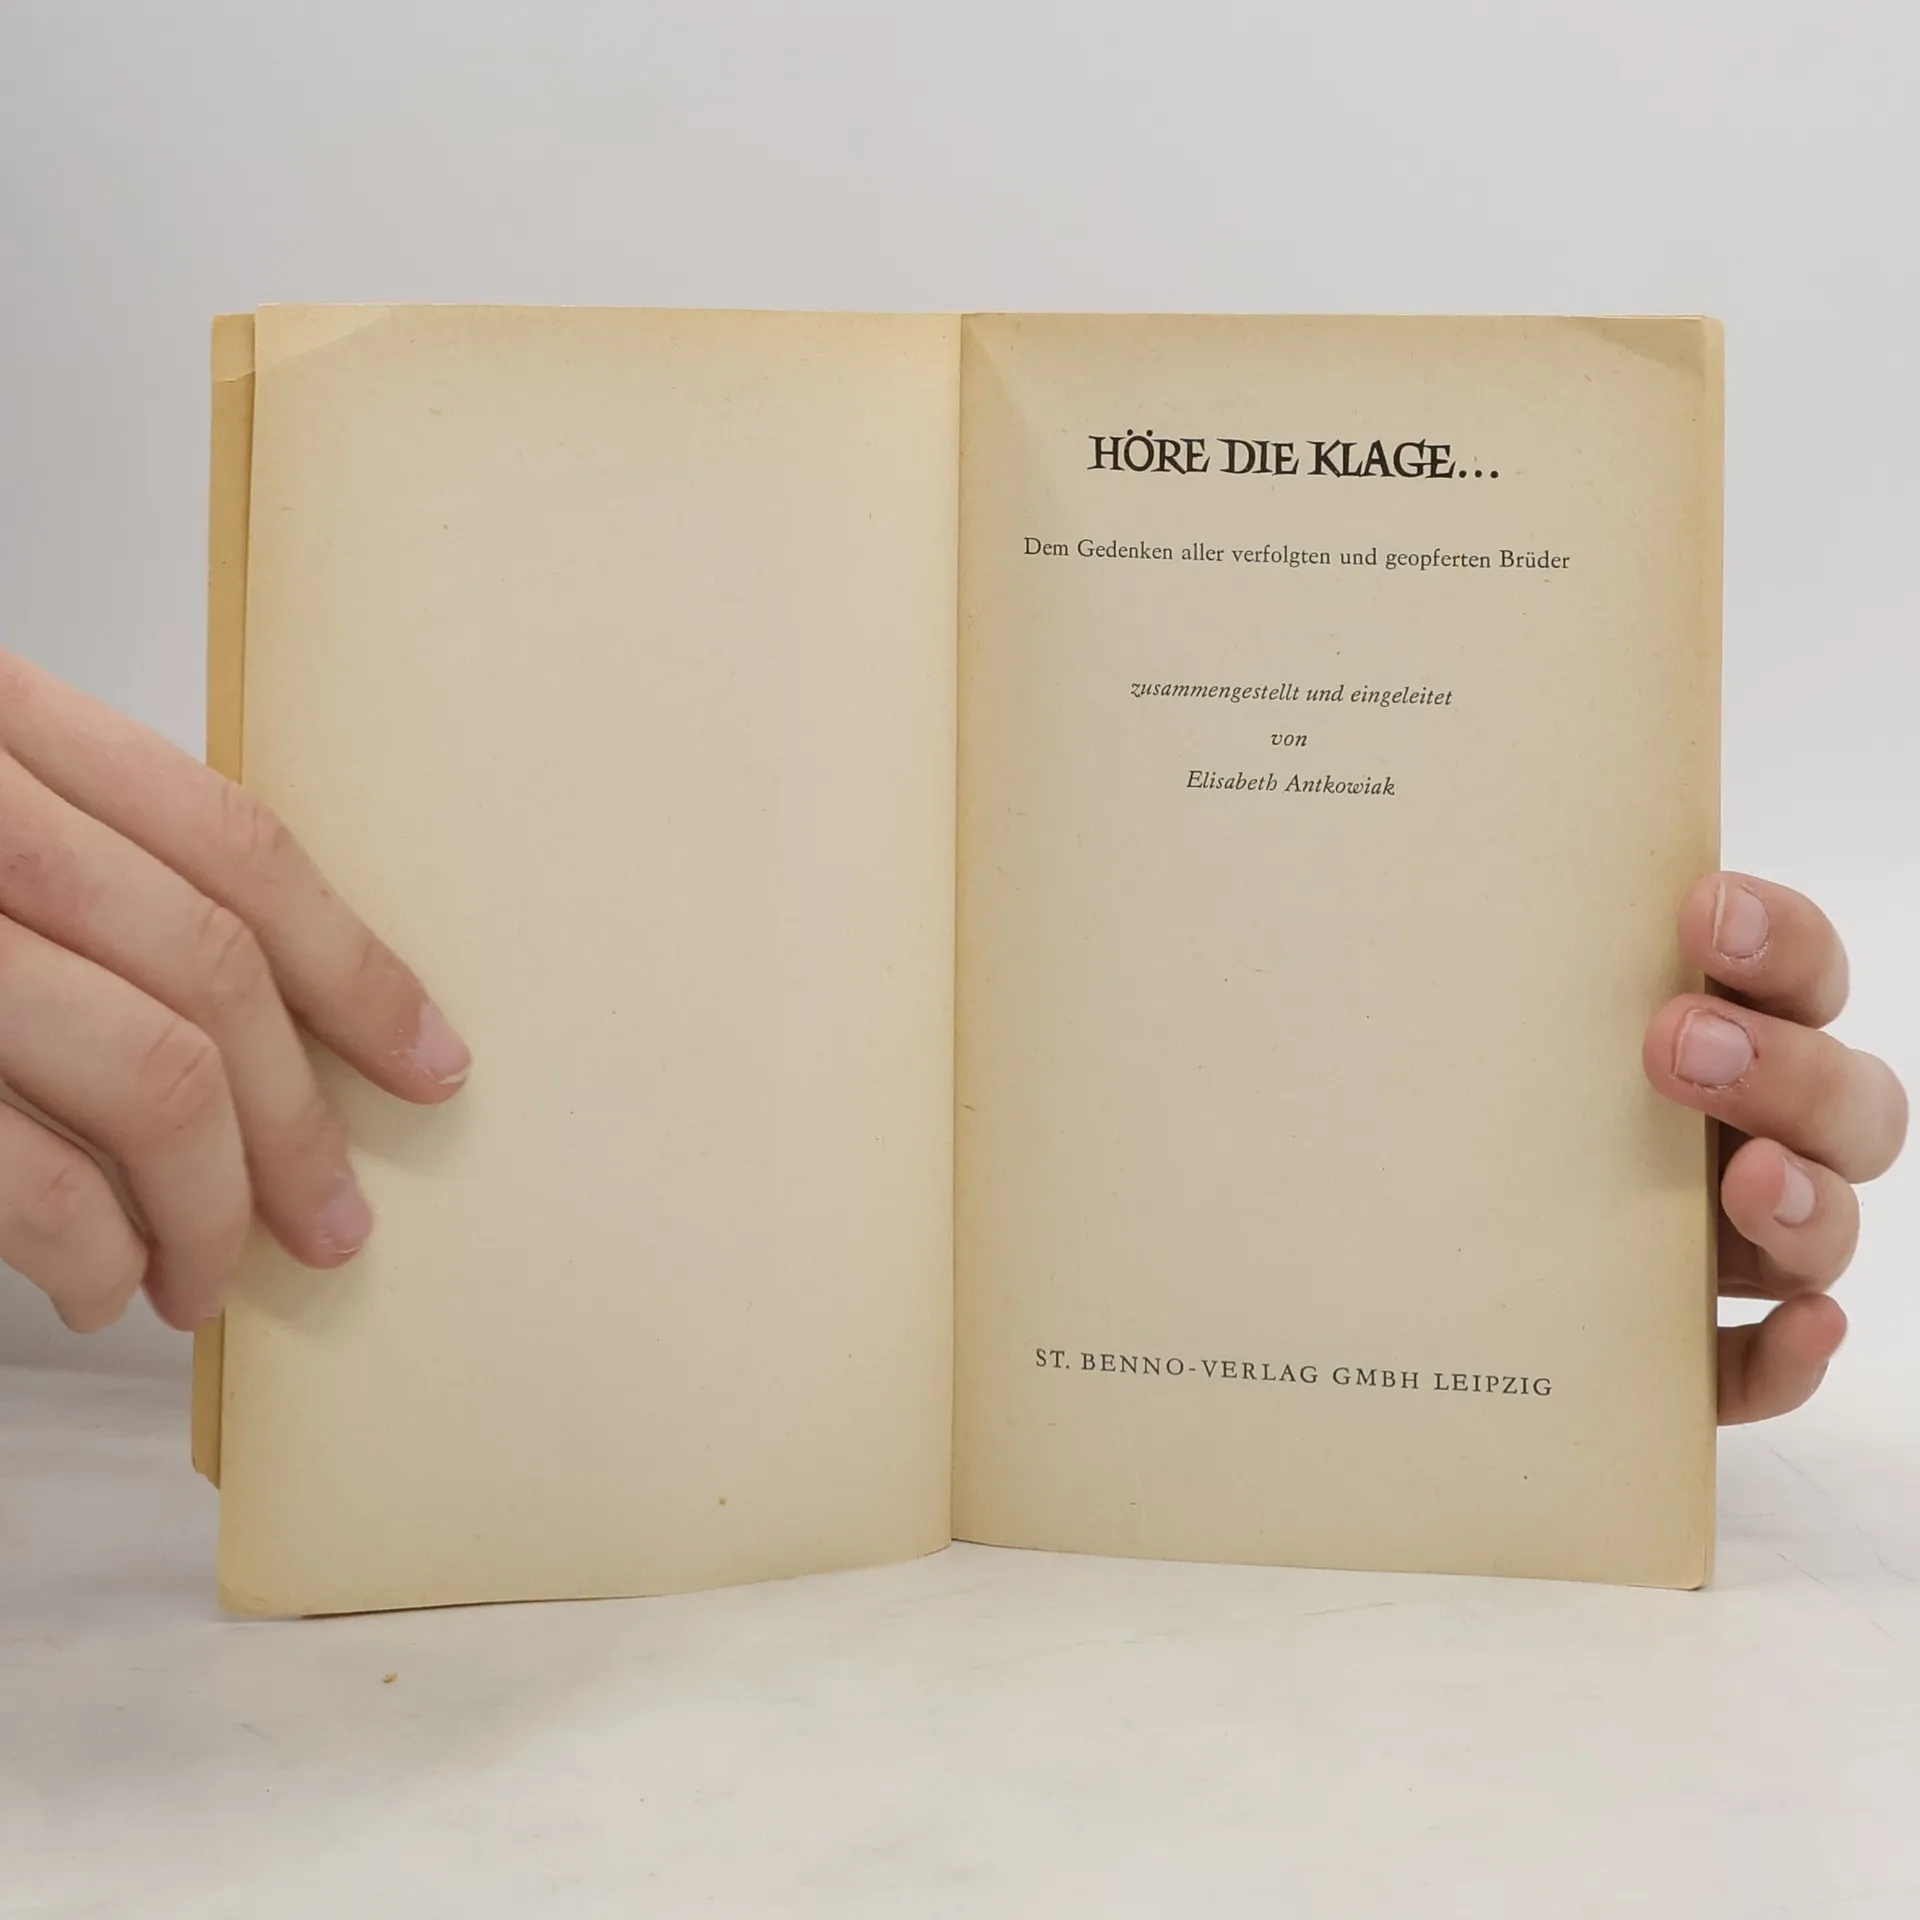 HÖRE DIE KLAGE...
Dem Gedenken aller verfolgten und geopferten Brüder
zusammengestellt und eingeleitet
von
Elisabeth Antkowiak
ST. BENNO-VERLAG GMBH LEIPZIG